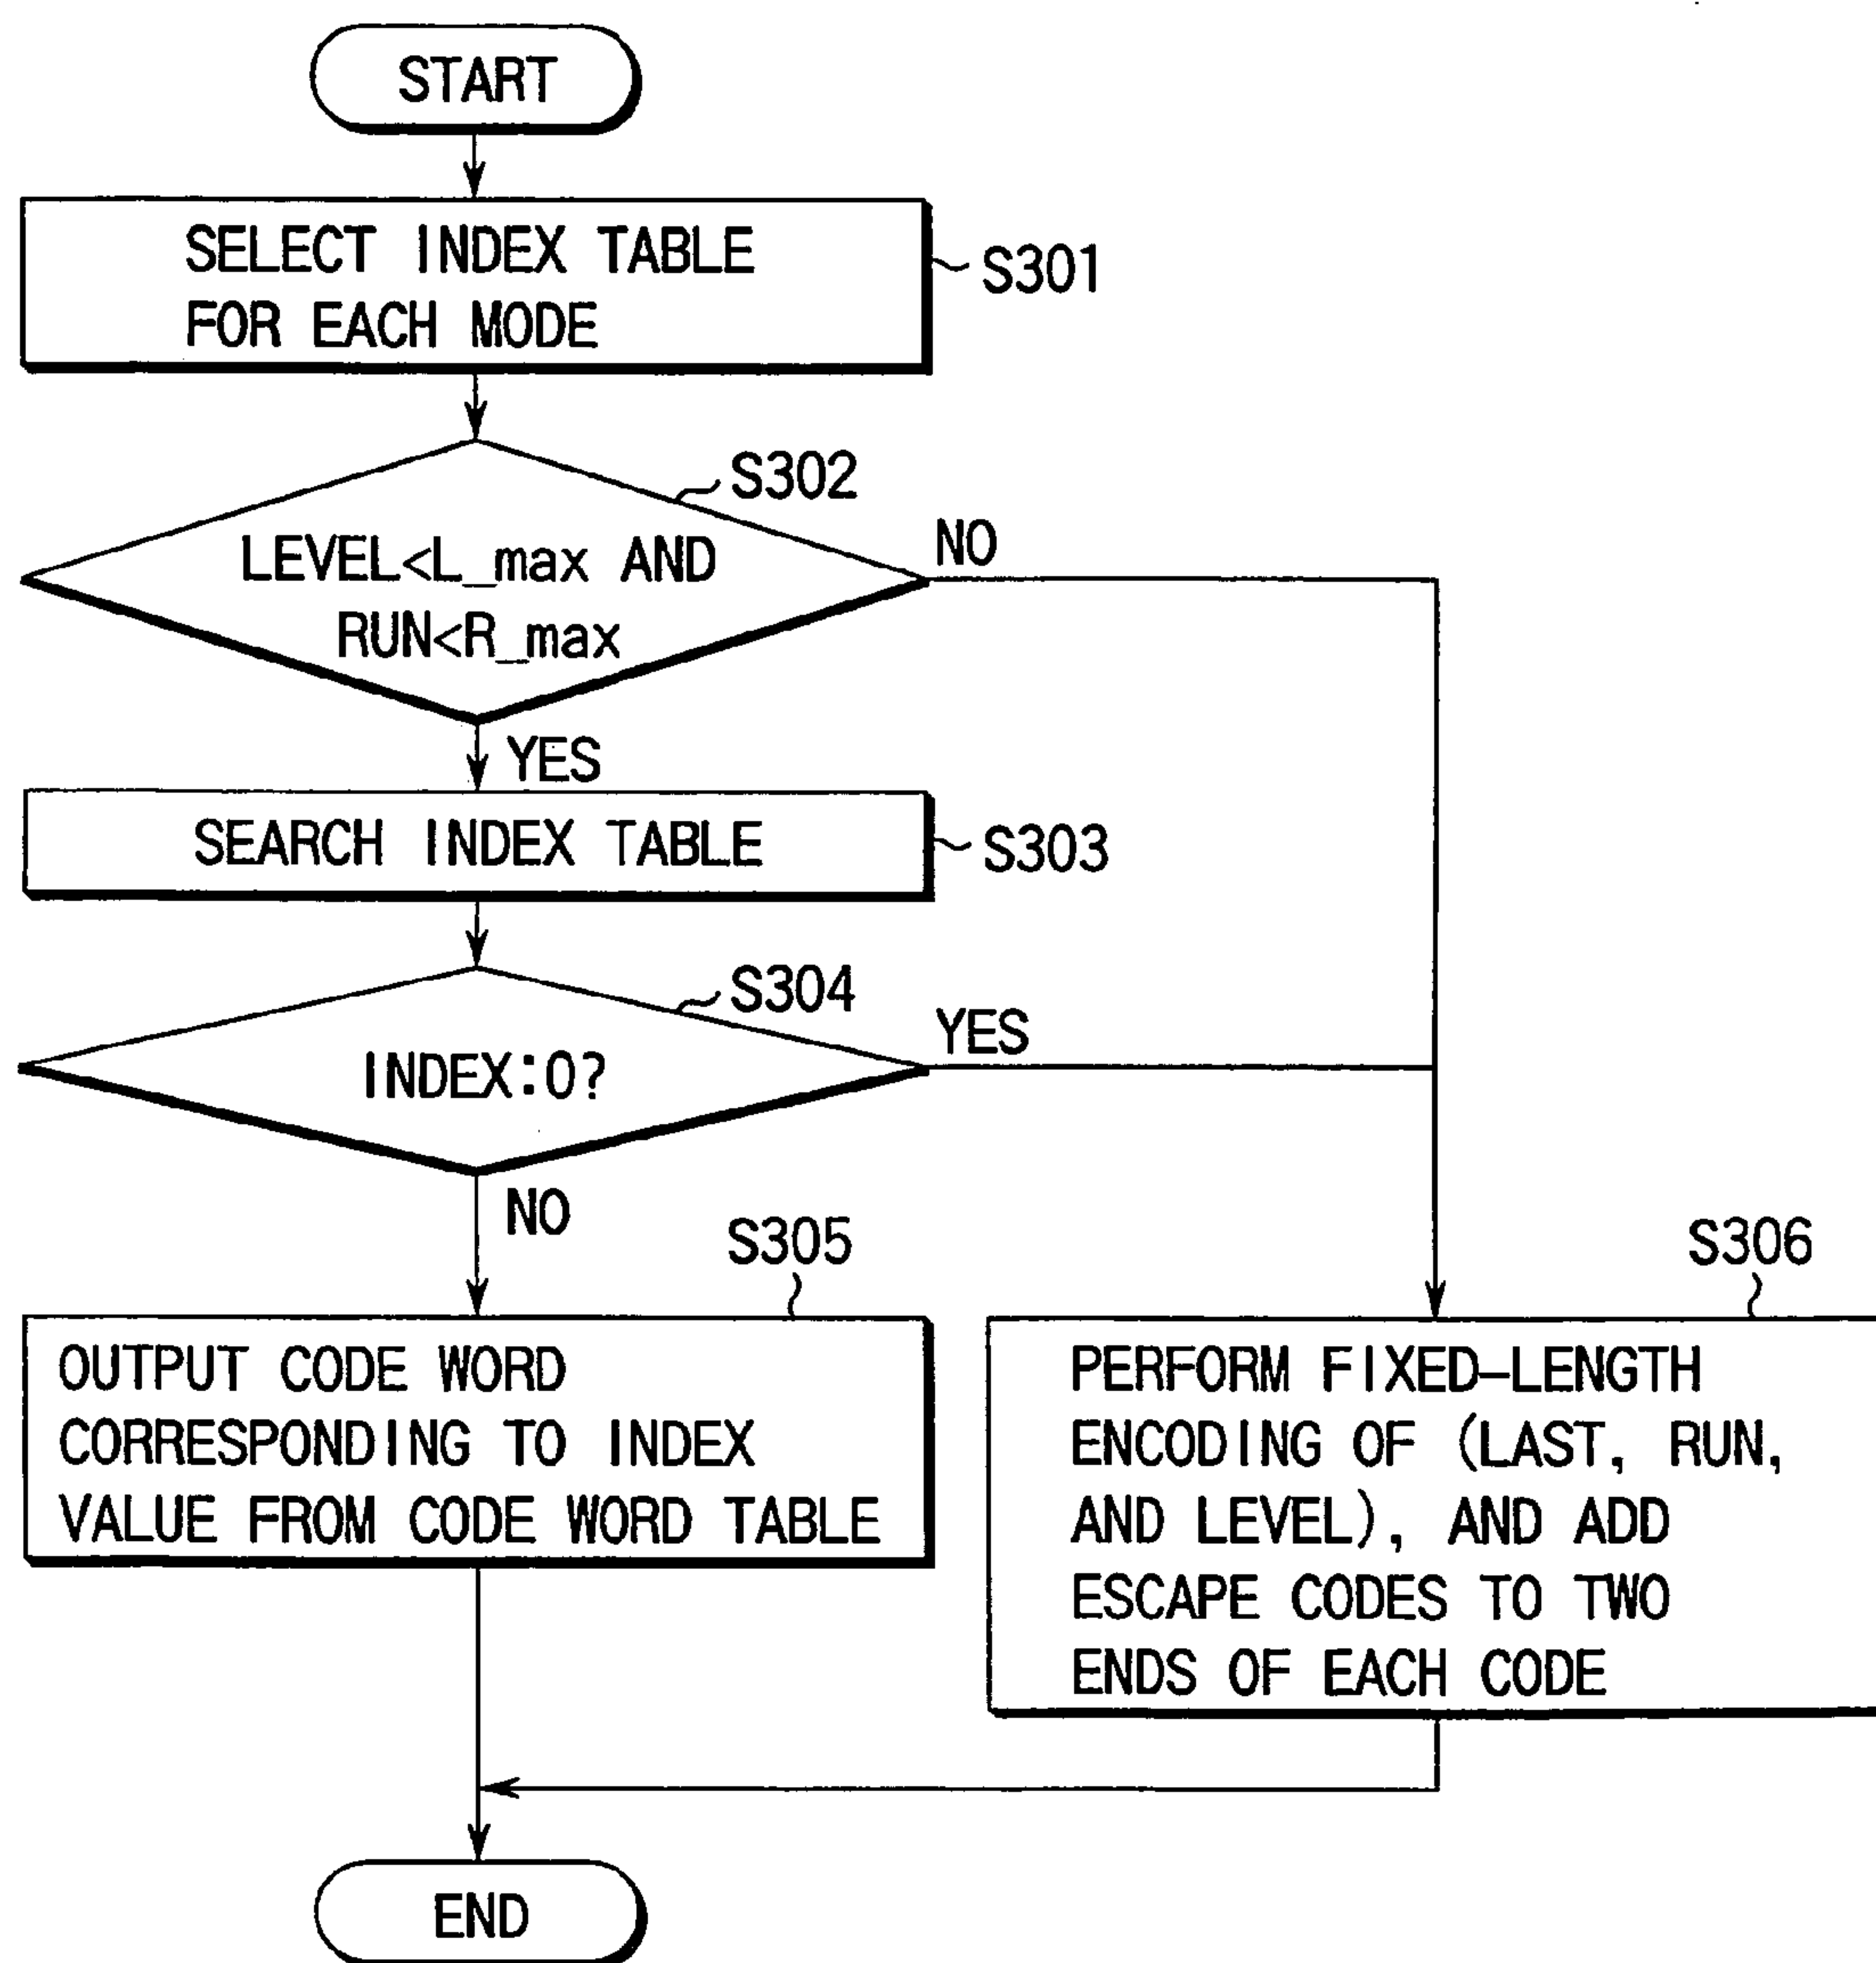 START
SELECT INDEX TABLE
FOR EACH MODE
S301
S302
LEVEL<L_max AND
RUN<R_max
NO
YES
SEARCH INDEX TABLE
S303
S304
INDEX:0?
YES
NO
S305
OUTPUT CODE WORD
CORRESPONDING TO INDEX
VALUE FROM CODE WORD TABLE
S306
PERFORM FIXED-LENGTH
ENCODING OF (LAST, RUN,
AND LEVEL), AND ADD
ESCAPE CODES TO TWO
ENDS OF EACH CODE
END